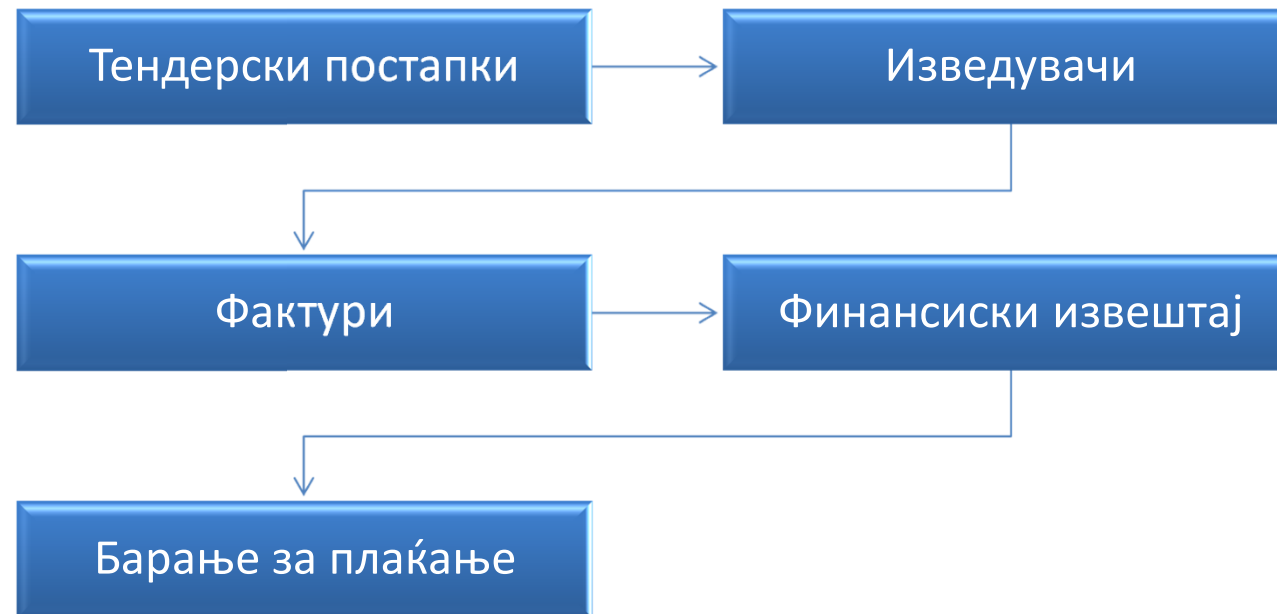 Тендерски постапки
Изведувачи
Фактури
Финансиски извештај
Барање за плаќање